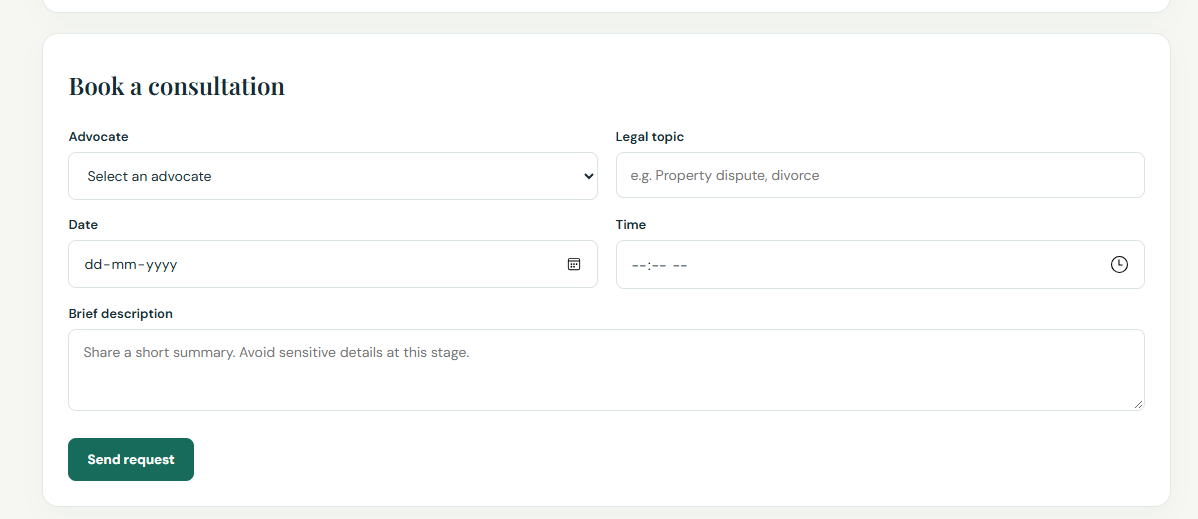 Book a consultation
Advocate
Legal topic
Select an advocate
e.g. Property dispute, divorce
Date
Time
dd-mm-yyyy
--:-- --
Brief description
Share a short summary. Avoid sensitive details at this stage.
Send request